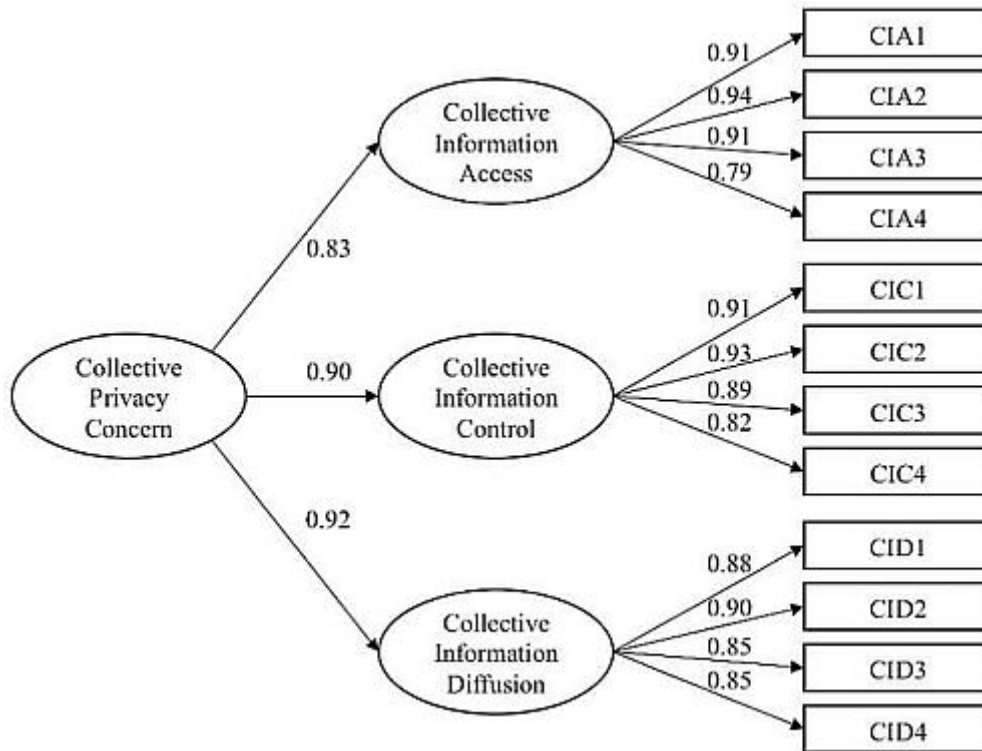 0.91
CIA1
0.94
CIA2
Collective
Information
Access
0.91
CIA3
0.79
CIA4
0.83
0.91
CIC1
Collective
Privacy
Concern
0.90
Collective
Information
Control
0.93
CIC2
0.89
CIC3
0.82
CIC4
0.92
0.88
CID1
Collective
Information
Diffusion
0.90
CID2
0.85
CID3
0.85
CID4